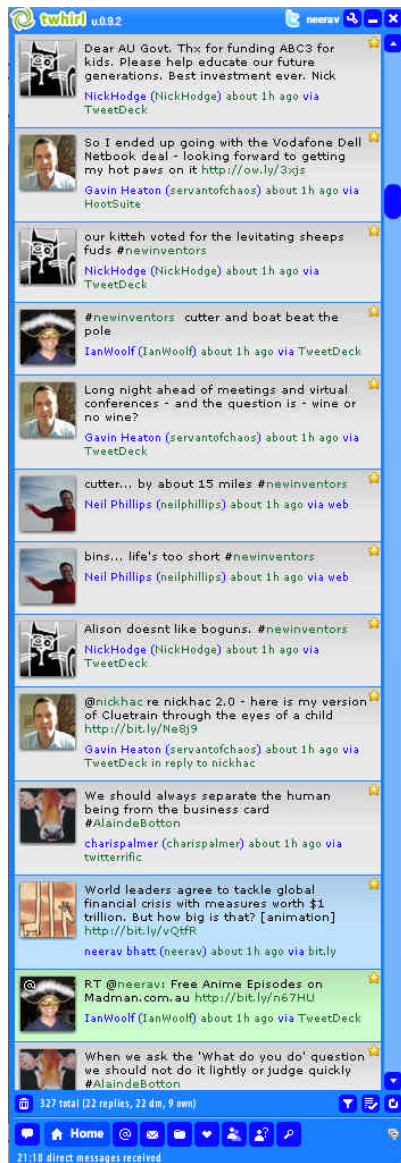 twhirl v.0.9.2 neerav
Dear AU Govt. Thx for funding ABC3 for
kids. Please help educate our future
generations. Best investment ever. Nick
NickHodge (NickHodge) about 1h ago via
TweetDeck
So I ended up going with the Vodafone Dell
Netbook deal - looking forward to getting
my hot paws on it http://ow.ly/3xjs
Gavin Heaton (servantofchaos) about 1h ago via
HootSuite
our kitteh voted for the levitating sheeps
fuds #newinventors
NickHodge (NickHodge) about 1h ago via
TweetDeck
#newinventors cutter and boat beat the
pole
IanWoolf (IanWoolf) about 1h ago via TweetDeck
Long night ahead of meetings and virtual
conferences - and the question is - wine or
no wine?
Gavin Heaton (servantofchaos) about 1h ago via
TweetDeck
cutter... by about 15 miles #newinventors
Neil Phillips (neilphillips) about 1h ago via web
bins... life's too short #newinventors
Neil Phillips (neilphillips) about 1h ago via web
Alison doesnt like boguns. #newinventors
NickHodge (NickHodge) about 1h ago via
TweetDeck
@nickhac re nickhac 2.0 - here is my version
of Cluetrain through the eyes of a child
http://bit.ly/Ne8j9
Gavin Heaton (servantofchaos) about 1h ago via
TweetDeck in reply to nickhac
We should always separate the human
being from the business card
#AlaindeBotton
charispalmer (charispalmer) about 1h ago via
twitterrific
World leaders agree to tackle global
financial crisis with measures worth $1
trillion. But how big is that? [animation]
http://bit.ly/vQtfR
neerav bhatt (neerav) about 1h ago via bit.ly
@
RT @neerav: Free Anime Episodes on
Madman.com.au http://bit.ly/n67HU
IanWoolf (IanWoolf) about 1h ago via TweetDeck
When we ask the 'What do you do' question
we should not do it lightly or judge quickly
#AlaindeBotton
327 total (22 replies, 22 dm, 9 own)
Home @
21:18 direct messages received